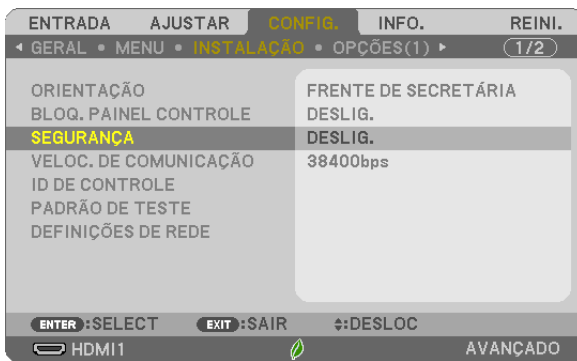 ENTRADA AJUSTAR CONFIG. INFO. REINI.
GERAL • MENU • INSTALAÇÃO • OPÇÕES(1) 1/2
ORIENTAÇÃO FRENTE DE SECRETÁRIA
BLOQ. PAINEL CONTROLE DESLIG.
SEGURANÇA DESLIG.
VELOC. DE COMUNICAÇÃO 38400bps
ID DE CONTROLE
PADRÃO DE TESTE
DEFINIÇÕES DE REDE
ENTER :SELECT EXIT :SAIR :DESLOC
HDMI1 AVANÇADO